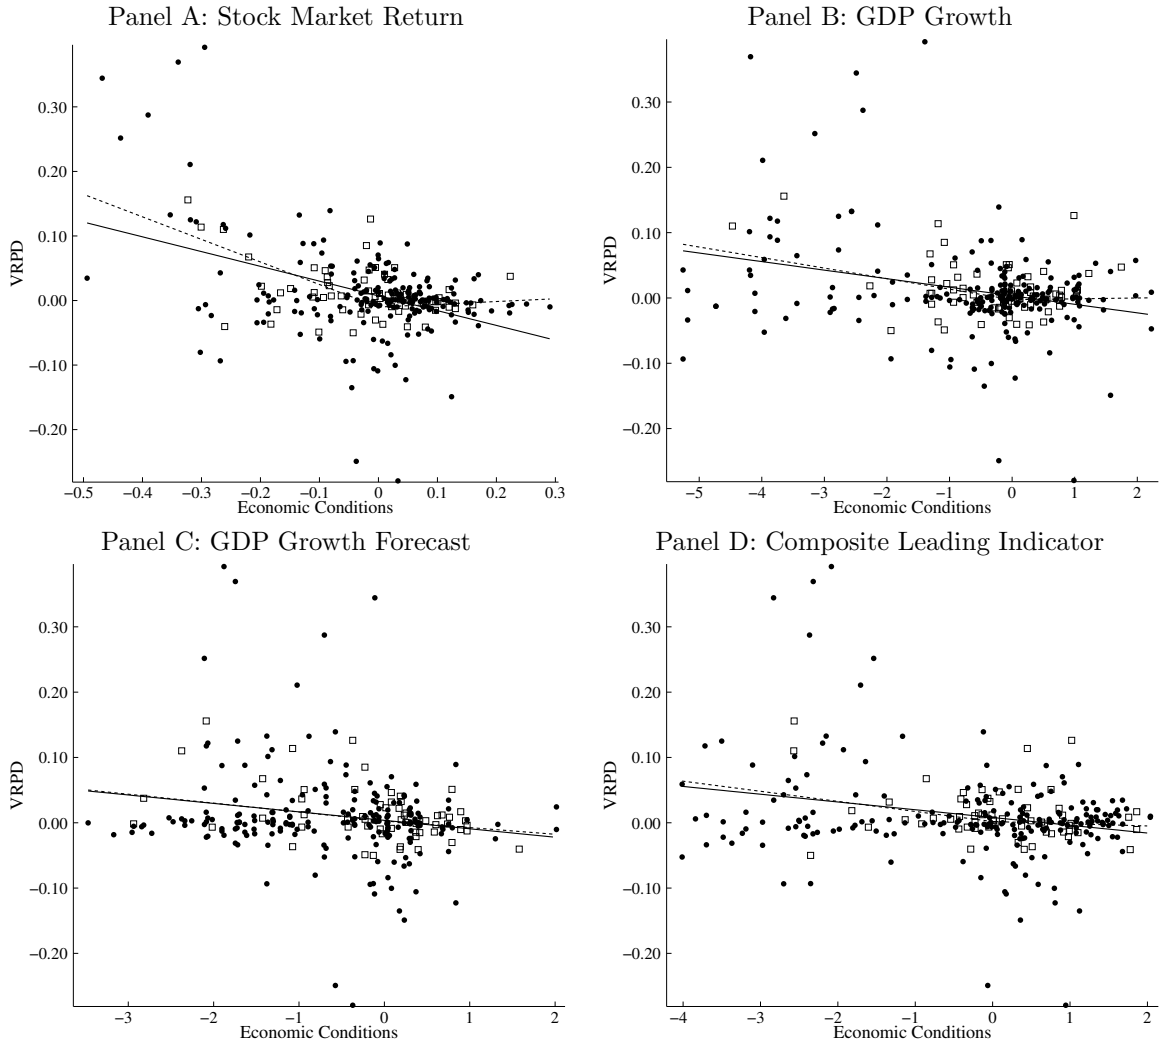 Panel A: Stock Market Return
VRPD
0.30
0.20
0.10
0.00
−0.10
−0.20
−0.5 −0.4 −0.3 −0.2 −0.1 0 0.1 0.2 0.3
Economic Conditions
Panel B: GDP Growth
VRPD
0.30
0.20
0.10
0.00
−0.10
−0.20
−5 −4 −3 −2 −1 0 1 2
Economic Conditions
Panel C: GDP Growth Forecast
VRPD
0.30
0.20
0.10
0.00
−0.10
−0.20
−3 −2 −1 0 1 2
Economic Conditions
Panel D: Composite Leading Indicator
VRPD
0.30
0.20
0.10
0.00
−0.10
−0.20
−4 −3 −2 −1 0 1 2
Economic Conditions